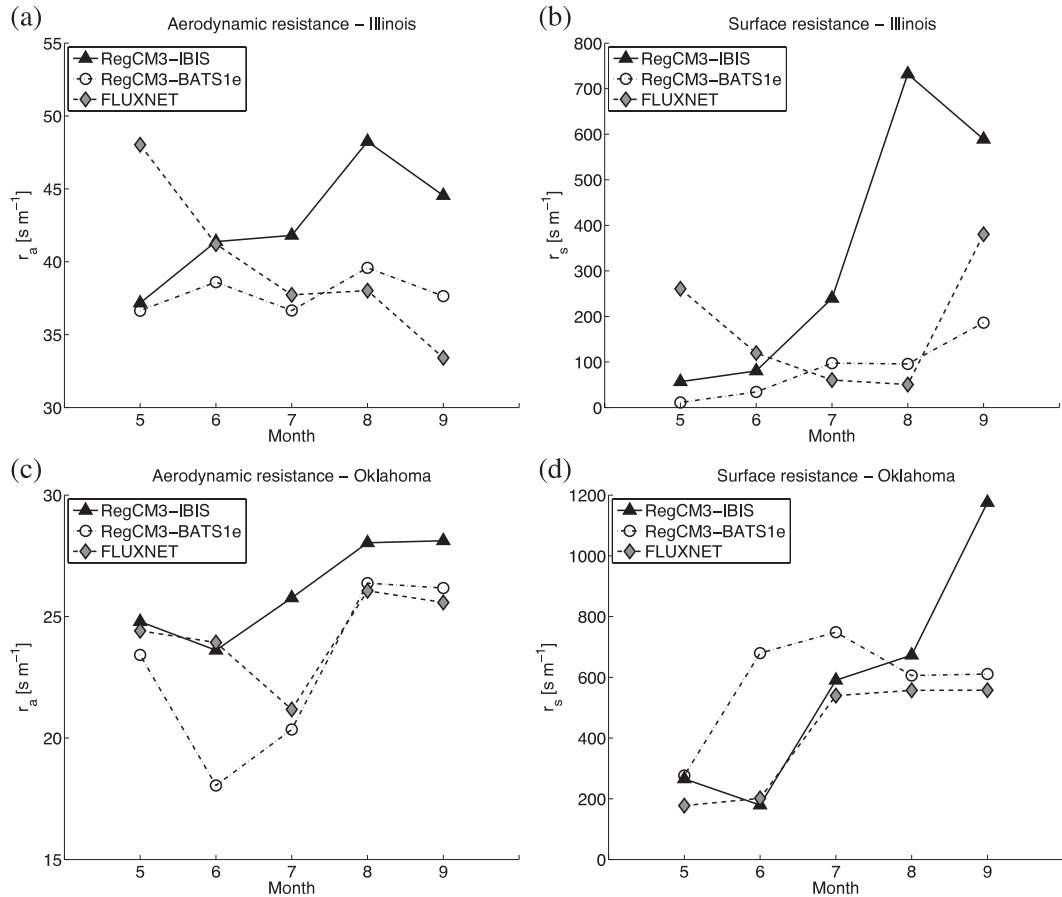 (a)
Aerodynamic resistance – Illinois
55
50
45
40
35
30
r_a [s m⁻¹]
RegCM3–IBIS
RegCM3–BATS1e
FLUXNET
5 6 7 8 9
Month
(b)
Surface resistance – Illinois
800
700
600
500
400
300
200
100
0
r_s [s m⁻¹]
RegCM3–IBIS
RegCM3–BATS1e
FLUXNET
5 6 7 8 9
Month
(c)
Aerodynamic resistance – Oklahoma
30
25
20
15
r_a [s m⁻¹]
RegCM3–IBIS
RegCM3–BATS1e
FLUXNET
5 6 7 8 9
Month
(d)
Surface resistance – Oklahoma
1200
1000
800
600
400
200
0
r_s [s m⁻¹]
RegCM3–IBIS
RegCM3–BATS1e
FLUXNET
5 6 7 8 9
Month